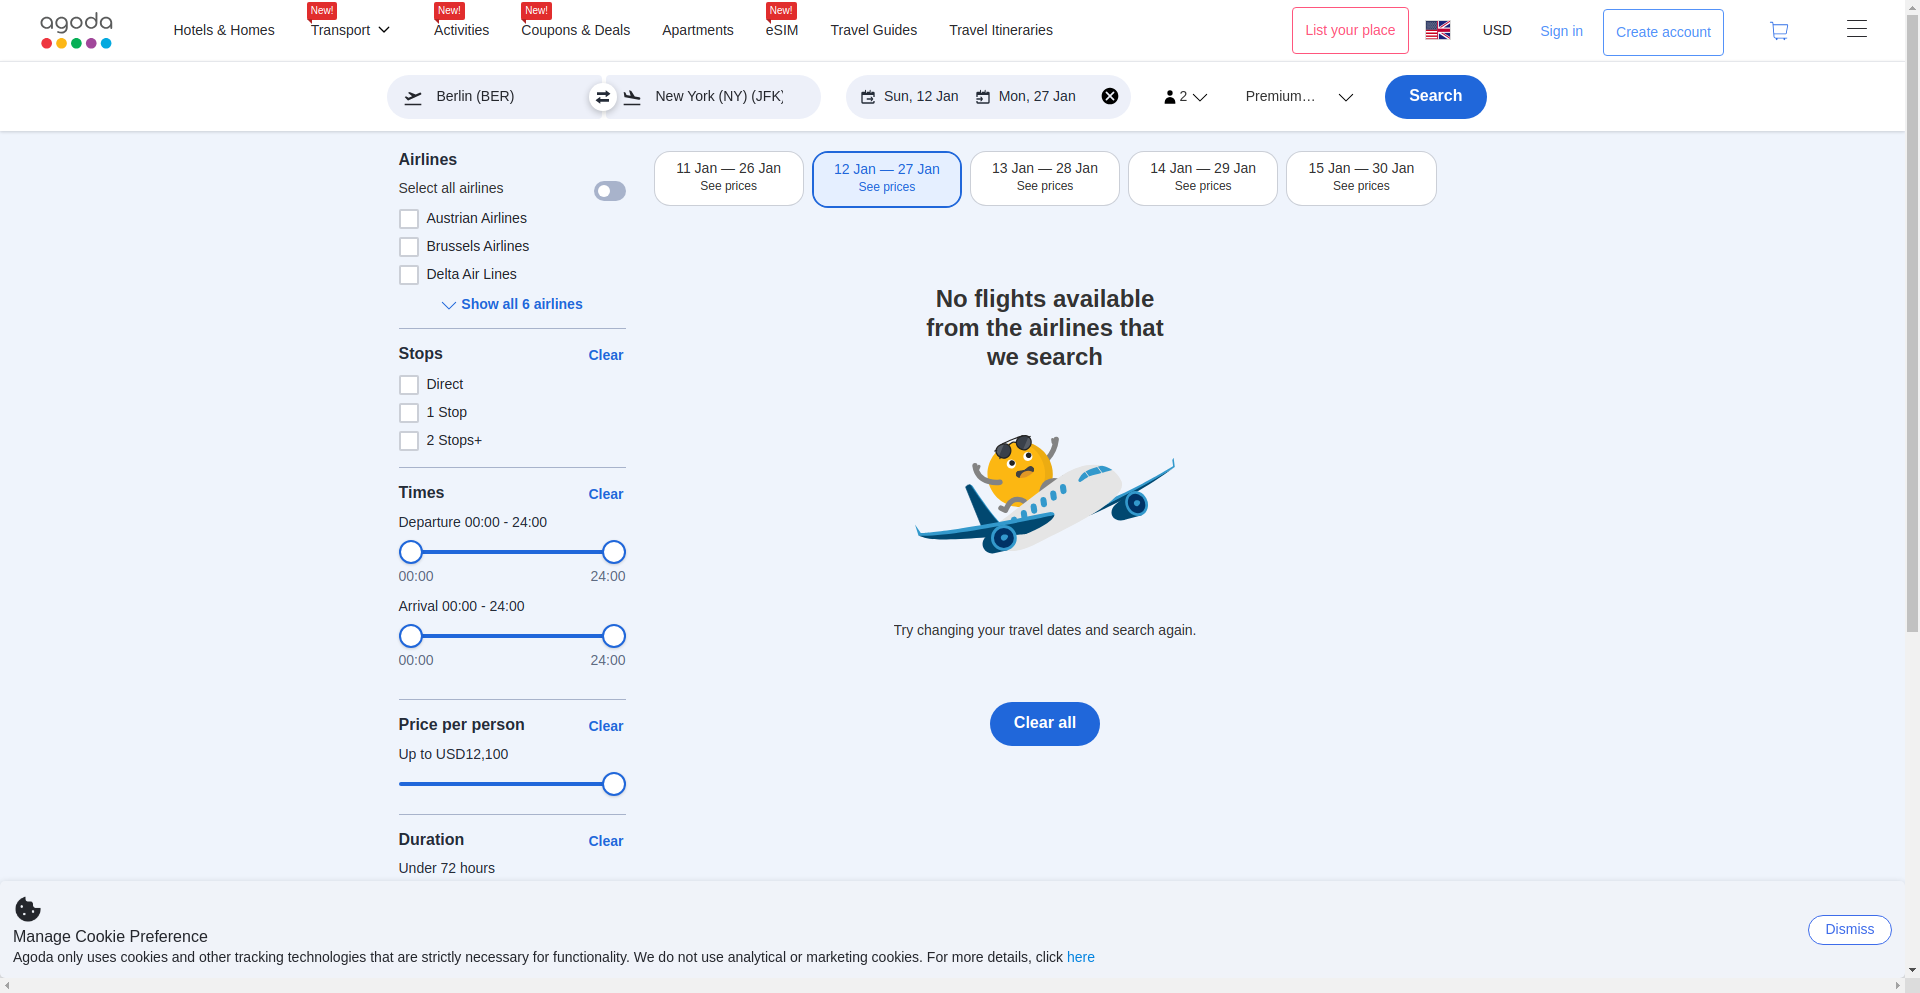 agoda
Hotels & Homes
New!
Transport
New!
Activities
New!
Coupons & Deals
Apartments
New!
eSIM
Travel Guides
Travel Itineraries
List your place
USD
Sign in
Create account
Berlin (BER)
New York (NY) (JFK)
Sun, 12 Jan
Mon, 27 Jan
2
Premium...
Search
Airlines
Select all airlines
Austrian Airlines
Brussels Airlines
Delta Air Lines
Show all 6 airlines
Stops
Clear
Direct
1 Stop
2 Stops+
Times
Clear
Departure 00:00 - 24:00
00:00
24:00
Arrival 00:00 - 24:00
00:00
24:00
Price per person
Clear
Up to USD12,100
Duration
Clear
Under 72 hours
11 Jan — 26 Jan
See prices
12 Jan — 27 Jan
See prices
13 Jan — 28 Jan
See prices
14 Jan — 29 Jan
See prices
15 Jan — 30 Jan
See prices
No flights available
from the airlines that
we search
Try changing your travel dates and search again.
Clear all
Manage Cookie Preference
Agoda only uses cookies and other tracking technologies that are strictly necessary for functionality. We do not use analytical or marketing cookies. For more details, click here
Dismiss